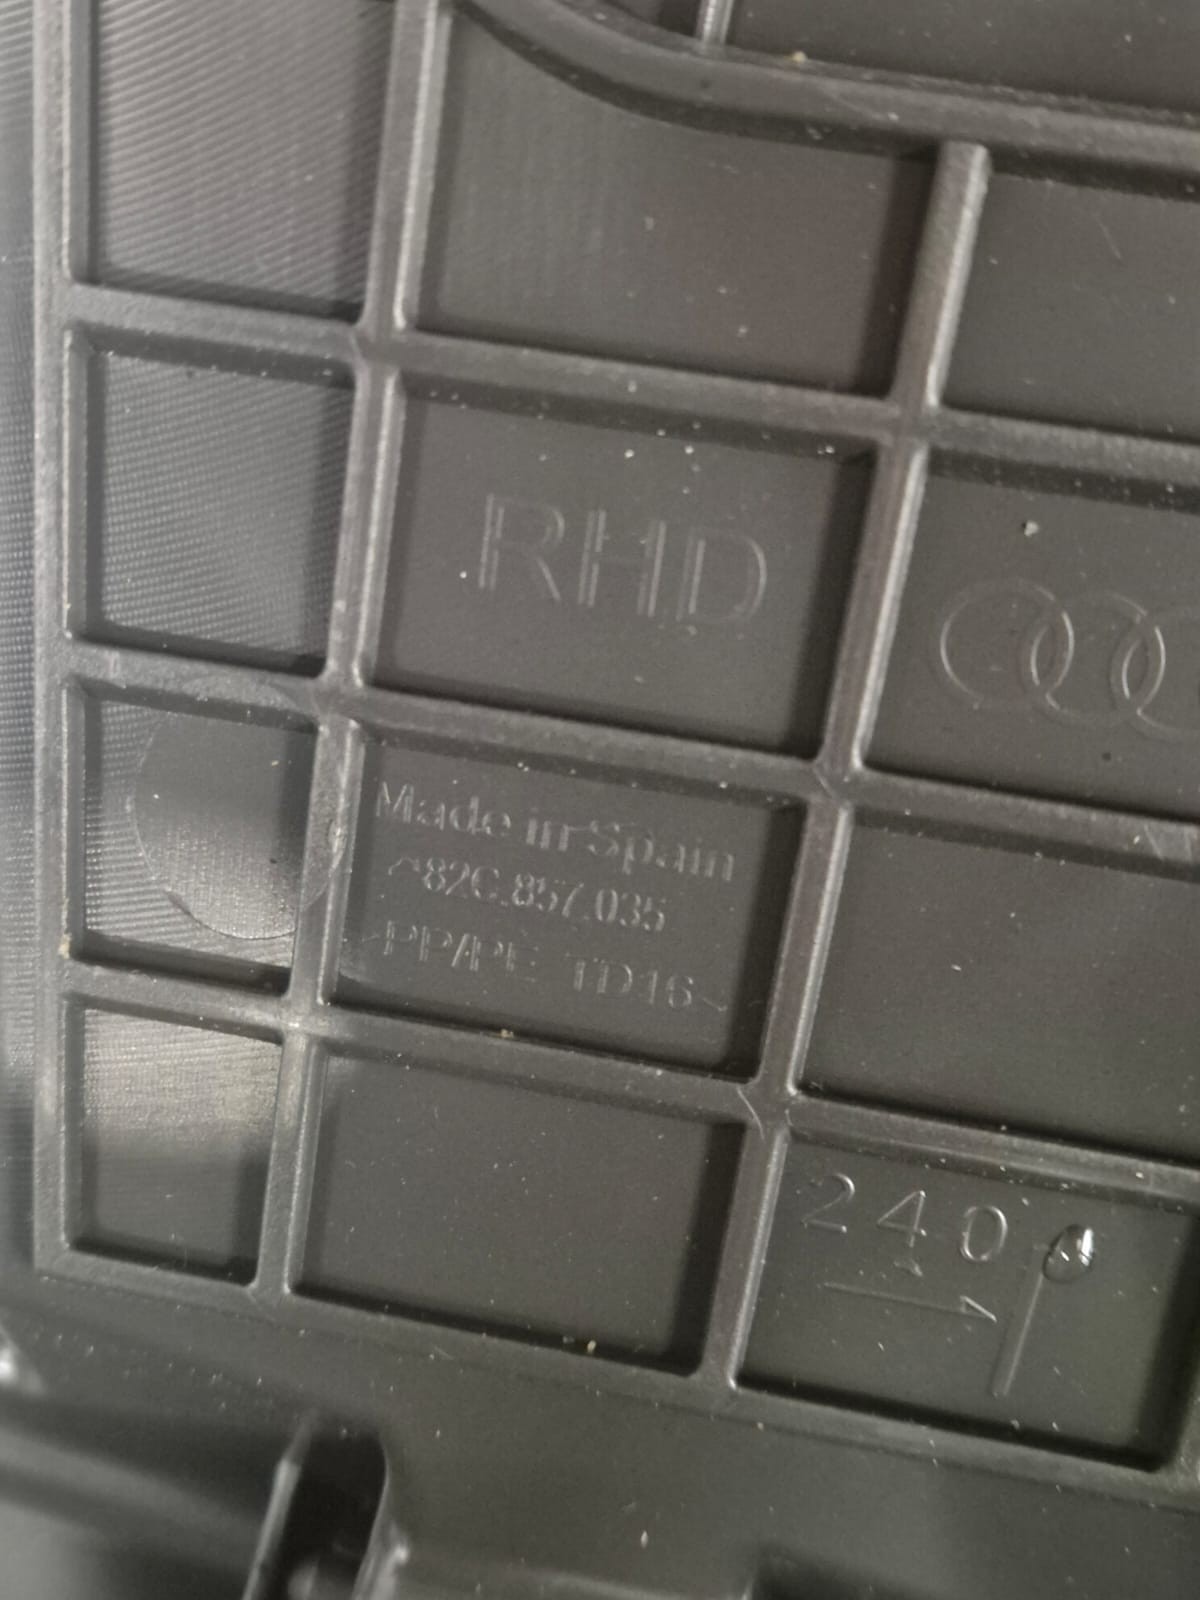 RHD
Made in Spain
82C.857.035
PP/PE TD16
240